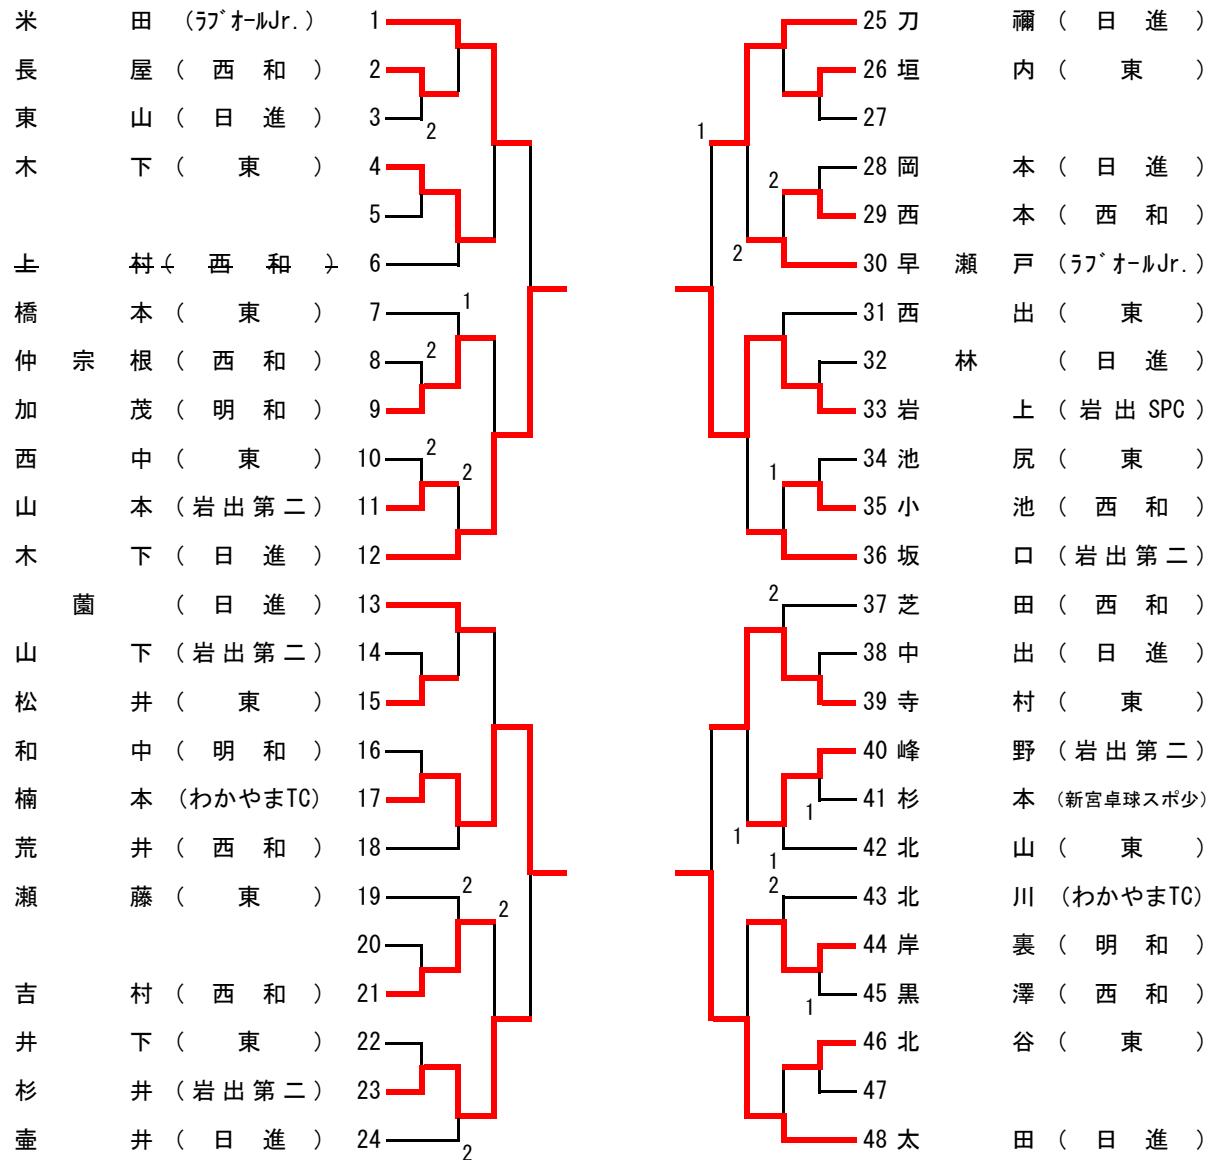 米田 (ラブオールJr.) 1
長屋 (西和) 2
東山 (日進) 3
2
木下 (東) 4
5
上村 (西和) 6
橋本 (東) 7
1
仲宗根 (西和) 8
2
加茂 (明和) 9
西中 (東) 10
2
山本 (岩出第二) 11
2
木下 (日進) 12
薗 (日進) 13
山下 (岩出第二) 14
松井 (東) 15
和中 (明和) 16
楠本 (わかやまTC) 17
荒井 (西和) 18
瀬藤 (東) 19
2
2
20
吉村 (西和) 21
井下 (東) 22
杉井 (岩出第二) 23
壷井 (日進) 24
2
25 刀禰 (日進)
26 垣内 (東)
27
1
28 岡本 (日進)
2
29 西本 (西和)
2
30 早瀬戸 (ラブオールJr.)
31 西出 (東)
32 林 (日進)
33 岩上 (岩出SPC)
34 池尻 (東)
1
35 小池 (西和)
36 坂口 (岩出第二)
2
37 芝田 (西和)
38 中出 (日進)
39 寺村 (東)
40 峰野 (岩出第二)
41 杉本 (新宮卓球スポ少)
1
1
42 北山 (東)
1
2
43 北川 (わかやまTC)
44 岸裏 (明和)
45 黒澤 (西和)
1
46 北谷 (東)
47
48 太田 (日進)